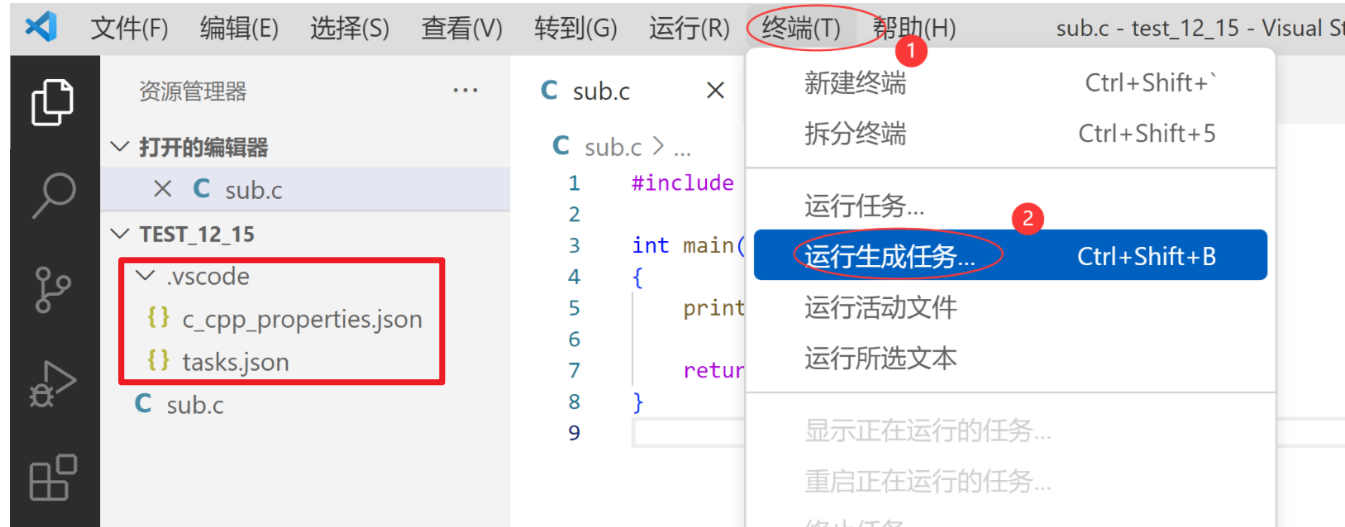 文件(F) 编辑(E) 选择(S) 查看(V) 转到(G) 运行(R) 终端(T) 帮助(H) sub.c - test_12_15 - Visual
1
资源管理器 ...
打开的编辑器
C sub.c
TEST_12_15
.vscode
{} c_cpp_properties.json
{} tasks.json
C sub.c
C sub.c
C sub.c > ...
1 #include
2
3 int main(
4 {
5 print
6
7 retur
8 }
9
新建终端 Ctrl+Shift+`
拆分终端 Ctrl+Shift+5
运行任务...
2
运行生成任务... Ctrl+Shift+B
运行活动文件
运行所选文本
显示正在运行的任务...
重启正在运行的任务...